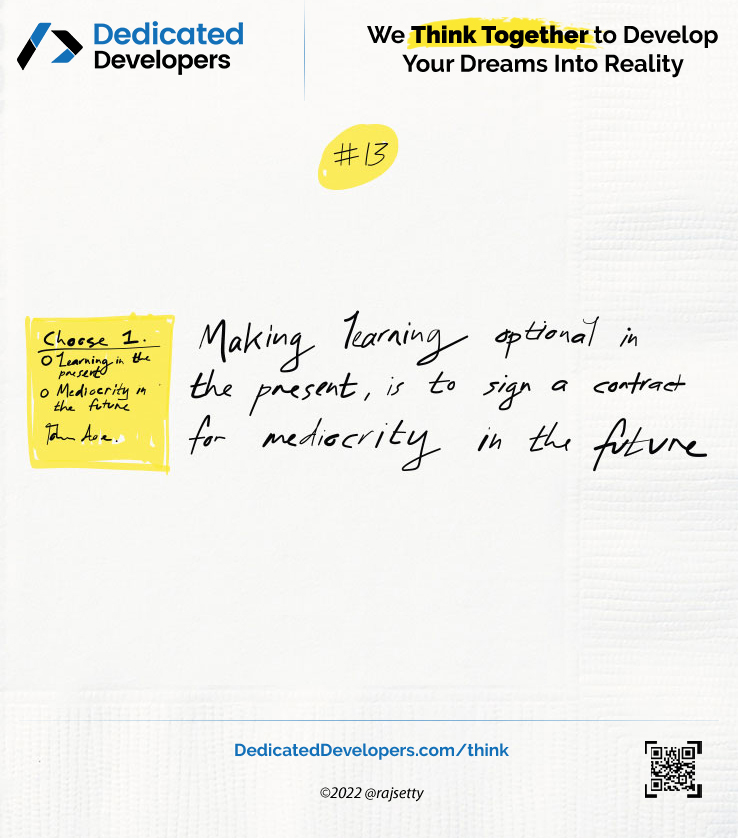 Dedicated
Developers
We Think Together to Develop
Your Dreams Into Reality
#13
Choose 1.
Learning in the
present
Mediocrity in
the future
John
Making learning optional in
the present, is to sign a contract
for mediocrity in the future
DedicatedDevelopers.com/think
©2022 @rajsetty